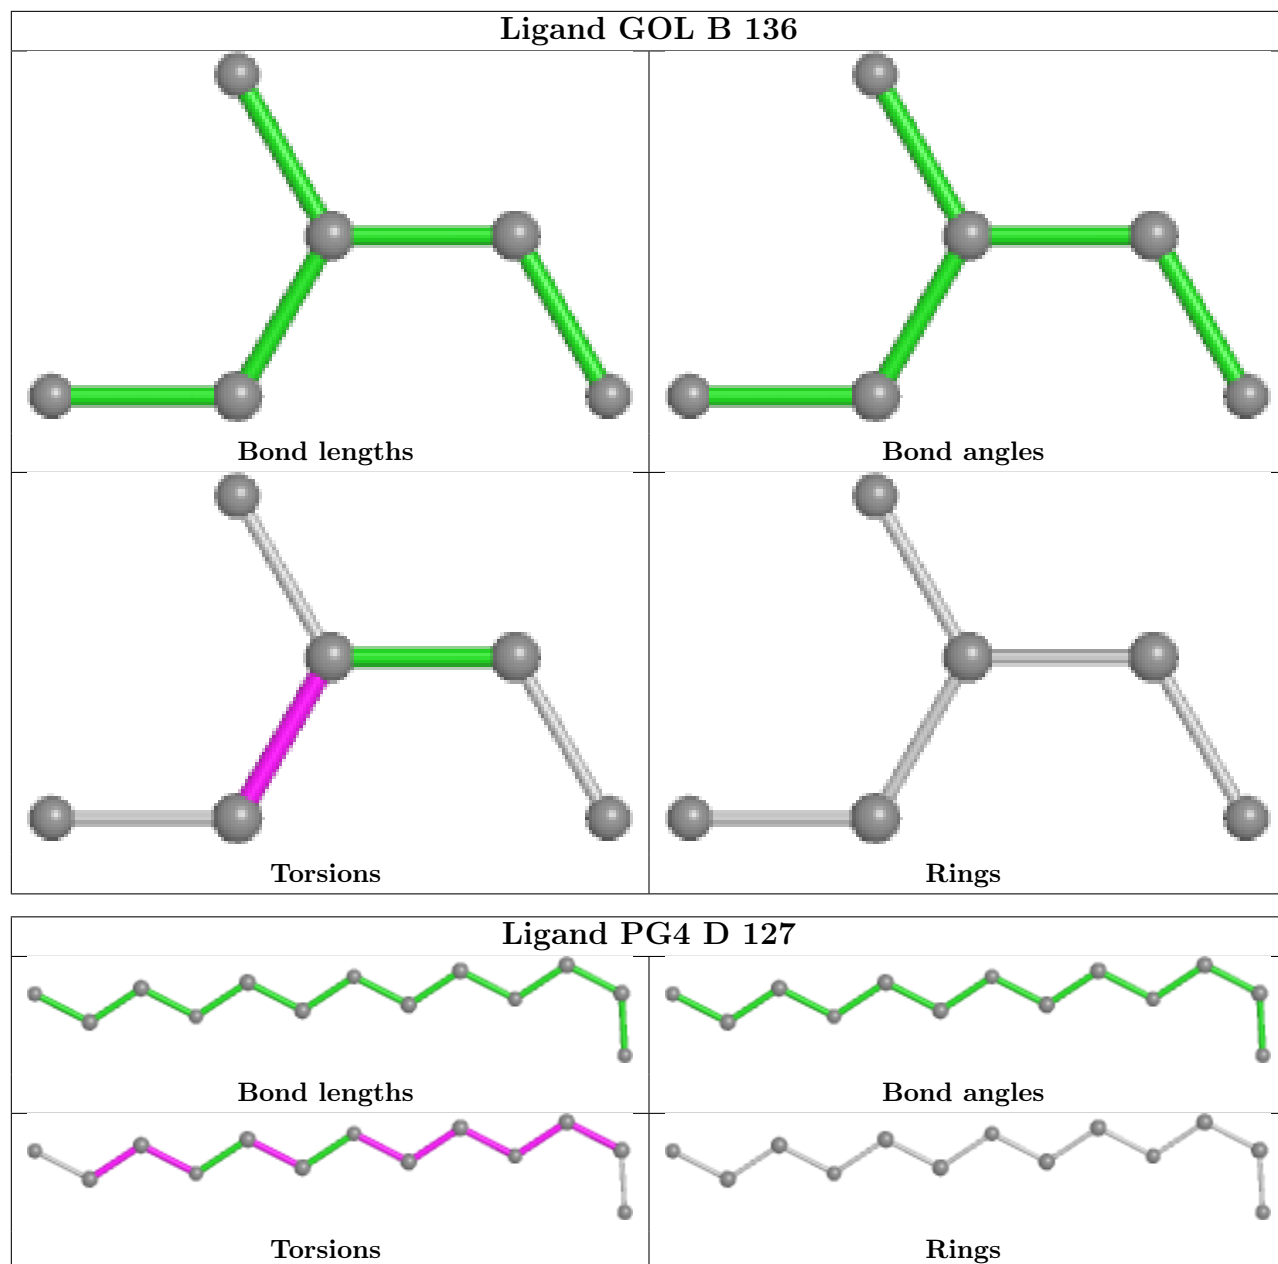 Ligand GOL B 136
Bond lengths
Bond angles
Torsions
Rings
Ligand PG4 D 127
Bond lengths
Bond angles
Torsions
Rings